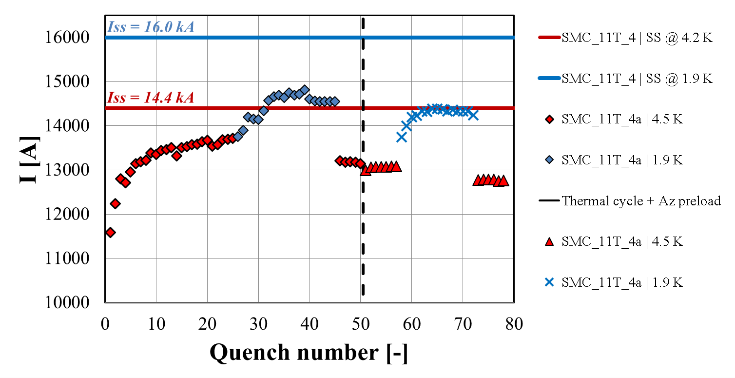 Iss = 16.0 kA
Iss = 14.4 kA
16000
15000
14000
13000
12000
11000
10000
I [A]
0 10 20 30 40 50 60 70 80
Quench number [-]
SMC_11T_4 | SS @ 4.2 K
SMC_11T_4 | SS @ 1.9 K
SMC_11T_4a 4.5 K
SMC_11T_4a 1.9 K
Thermal cycle + Az preload
SMC_11T_4a 4.5 K
SMC_11T_4a 1.9 K